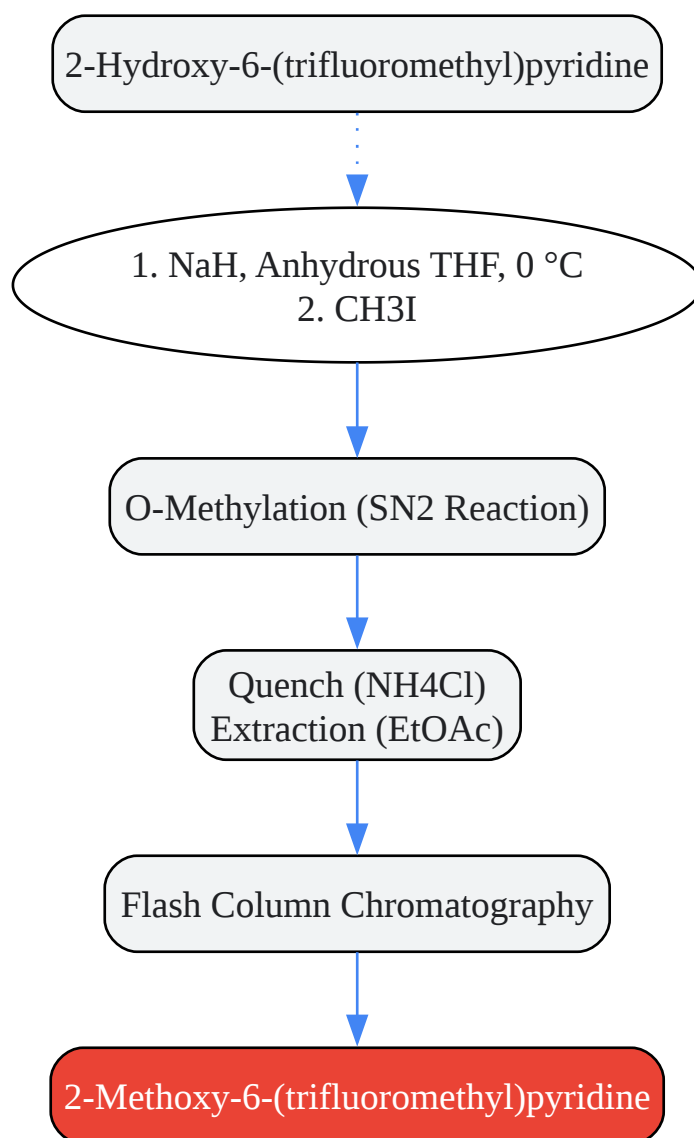 2-Hydroxy-6-(trifluoromethyl)pyridine
1. NaH, Anhydrous THF, 0 °C
2. CH3I
O-Methylation (SN2 Reaction)
Quench (NH4Cl)
Extraction (EtOAc)
Flash Column Chromatography
2-Methoxy-6-(trifluoromethyl)pyridine